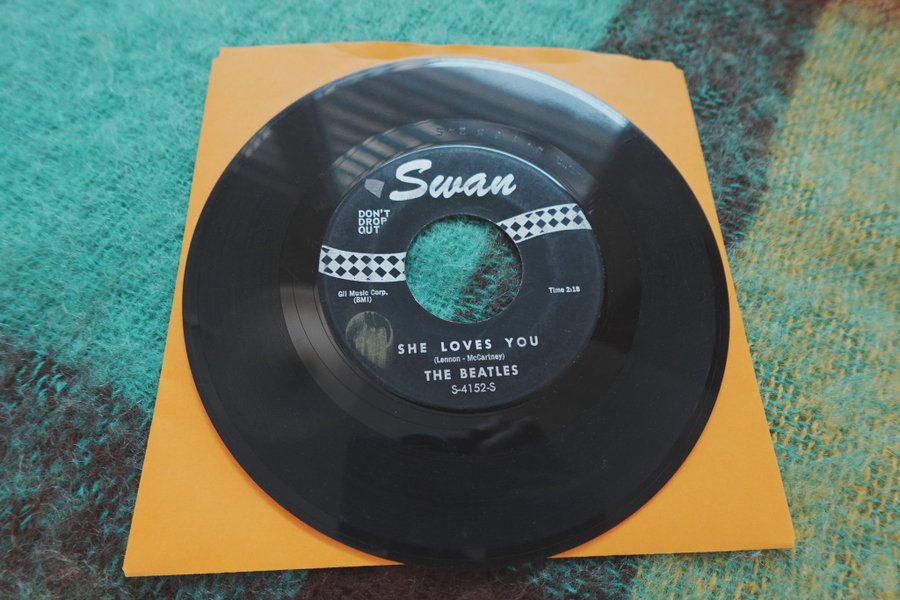 Swan
DON'T
DROP
OUT
Gil Music Corp.
(BMI)
Time 2:18
SHE LOVES YOU
(Lennon - McCartney)
THE BEATLES
S-4152-S